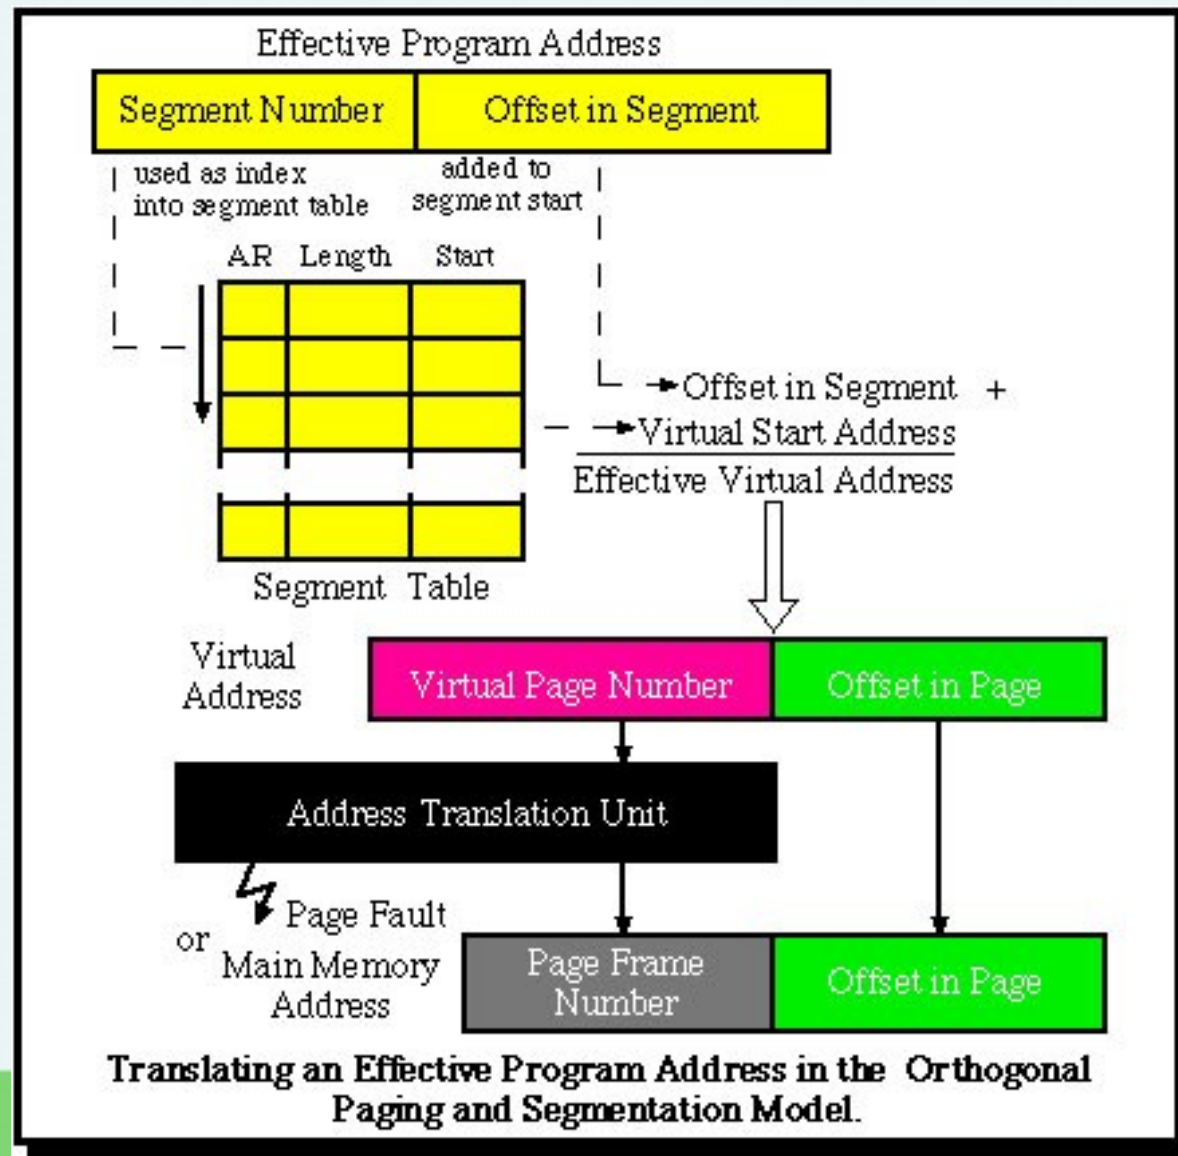 Effective Program Address
Segment Number
Offset in Segment
used as index
into segment table
added to
segment start
AR Length Start
Offset in Segment +
Virtual Start Address
Effective Virtual Address
Segment Table
Virtual
Address
Virtual Page Number
Offset in Page
Address Translation Unit
Page Fault
or
Main Memory
Address
Page Frame
Number
Offset in Page
Translating an Effective Program Address in the Orthogonal
Paging and Segmentation Model.